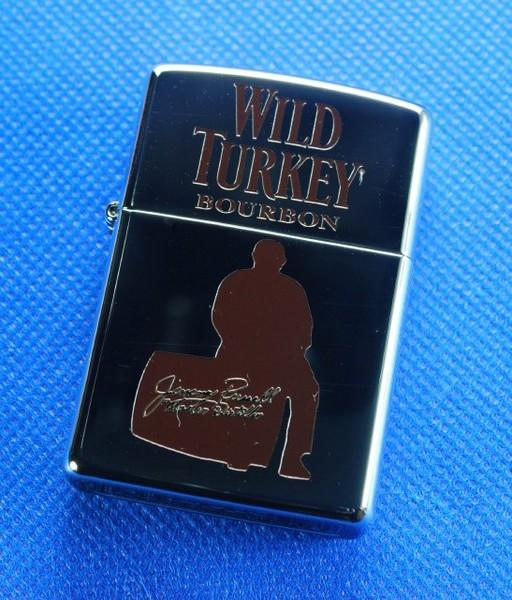 WILD
TURKEY
BOURBON
Jimmy Russell
Master Distiller